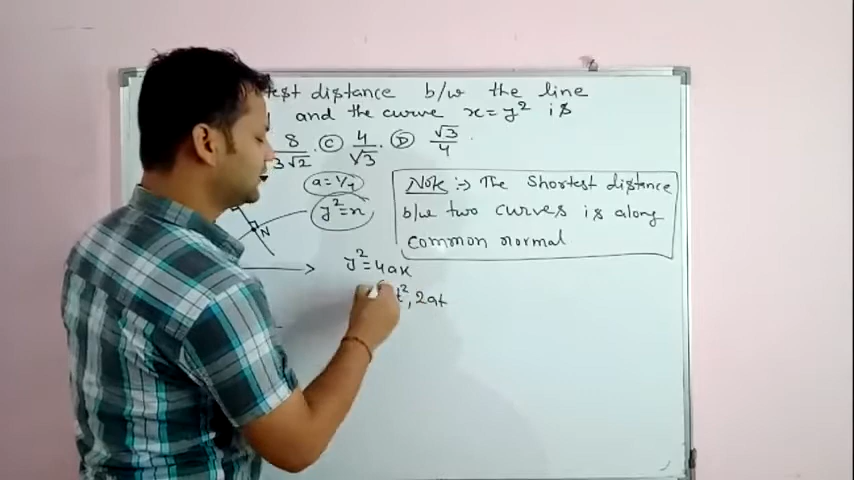 test distance b/w the line
and the curve x = y² is
8/3√2 . Ⓒ 4/√3 . Ⓓ √3/4 .
a = 1/4
Note :-> The Shortest distance
y² = x
b/w two curves is along
N
common normal
y² = 4ax
t², 2at